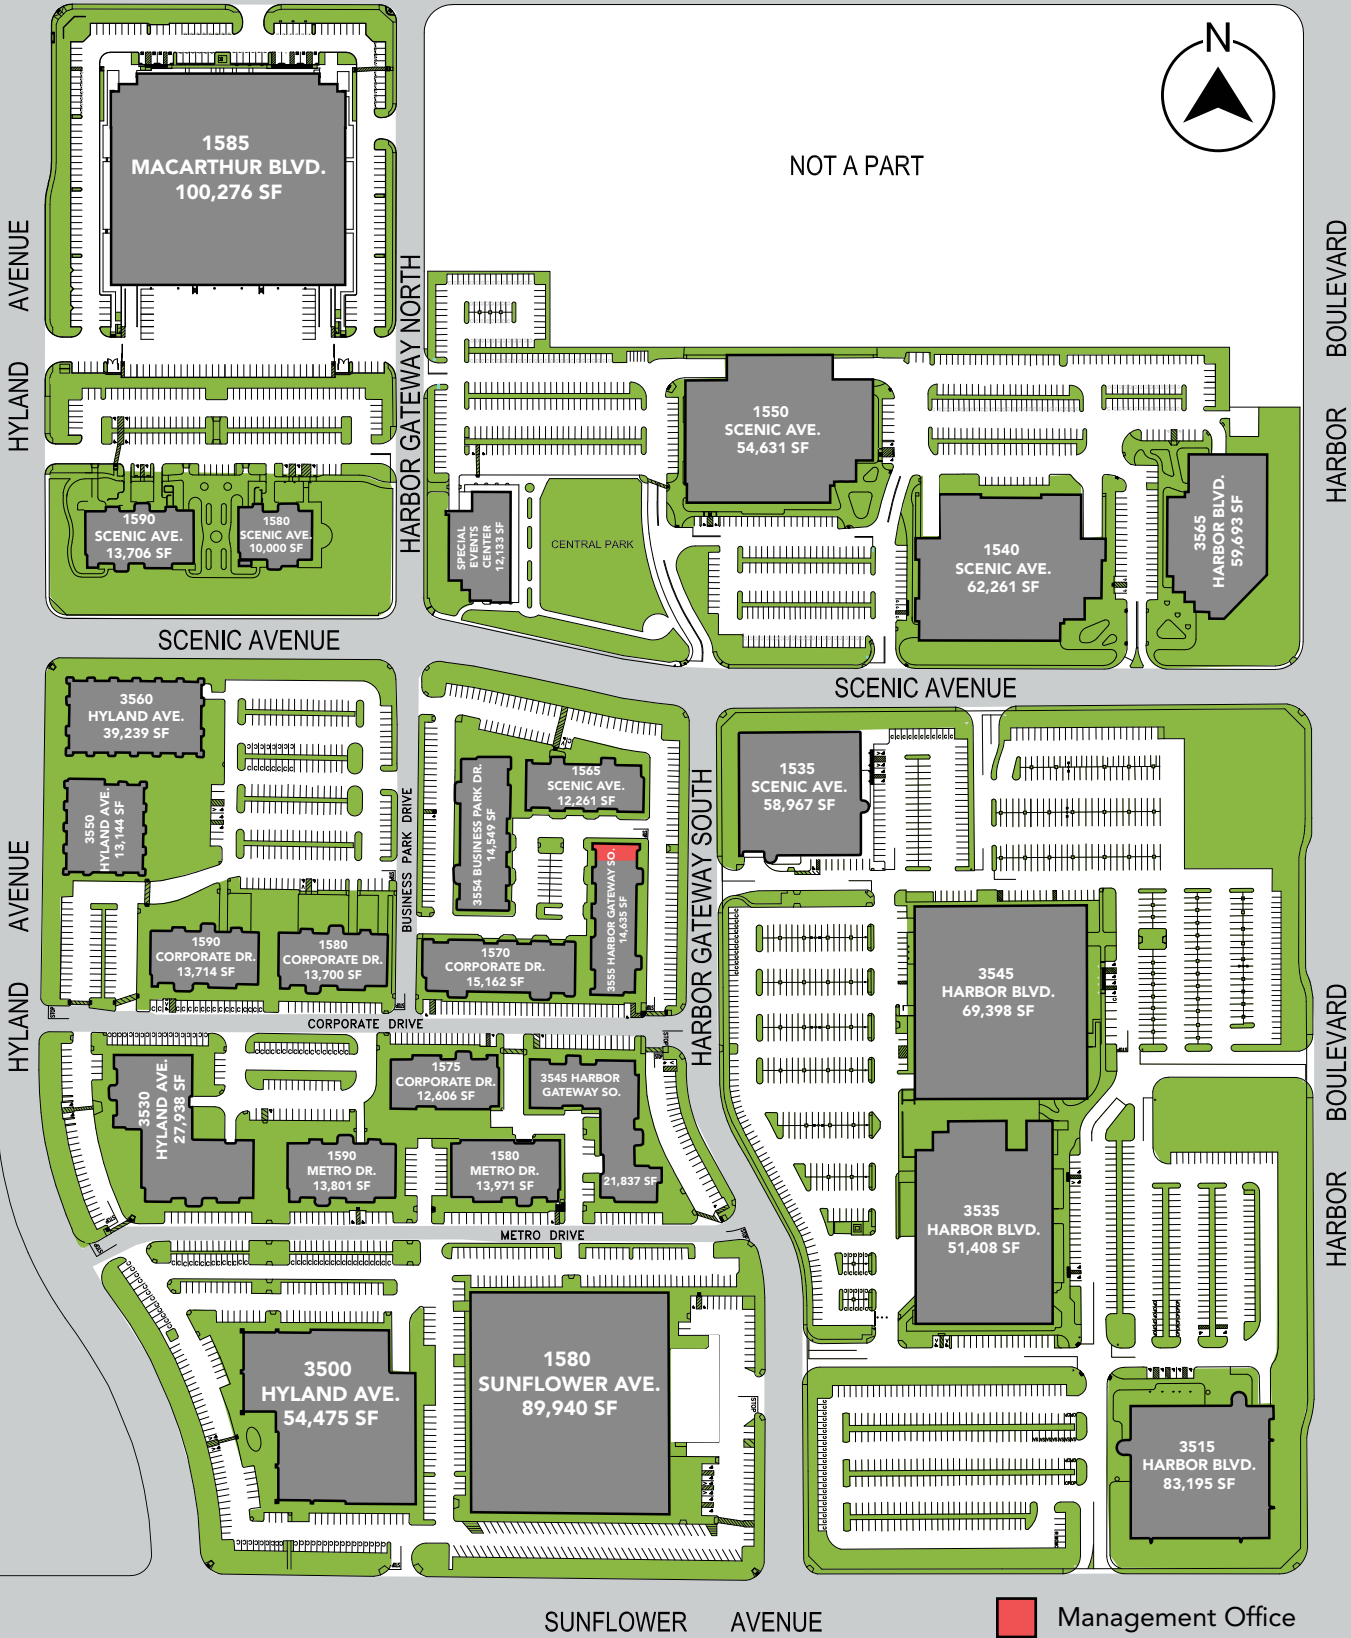 N
NOT A PART
1585
MACARTHUR BLVD.
100,276 SF
HYLAND AVENUE
HARBOR GATEWAY NORTH
HARBOR BOULEVARD
1550
SCENIC AVE.
54,631 SF
1590
SCENIC AVE.
13,706 SF
1580
SCENIC AVE.
10,000 SF
SPECIAL
EVENTS
CENTER
12,133 SF
CENTRAL PARK
1540
SCENIC AVE.
62,261 SF
3565
HARBOR BLVD.
59,693 SF
SCENIC AVENUE
SCENIC AVENUE
3560
HYLAND AVE.
39,239 SF
3550
HYLAND AVE.
13,144 SF
BUSINESS PARK DRIVE
3554 BUSINESS PARK DR.
14,549 SF
1565
SCENIC AVE.
12,261 SF
3555 HARBOR GATEWAY SO.
14,635 SF
HARBOR GATEWAY SOUTH
1535
SCENIC AVE.
58,967 SF
HYLAND AVENUE
1590
CORPORATE DR.
13,714 SF
1580
CORPORATE DR.
13,700 SF
1570
CORPORATE DR.
15,162 SF
3545
HARBOR BLVD.
69,398 SF
HARBOR BOULEVARD
STOP
CORPORATE DRIVE
STOP
3530
HYLAND AVE.
27,938 SF
1575
CORPORATE DR.
12,606 SF
3545 HARBOR
GATEWAY SO.
21,837 SF
1590
METRO DR.
13,801 SF
1580
METRO DR.
13,971 SF
3535
HARBOR BLVD.
51,408 SF
METRO DRIVE
3500
HYLAND AVE.
54,475 SF
1580
SUNFLOWER AVE.
89,940 SF
STOP
3515
HARBOR BLVD.
83,195 SF
SUNFLOWER AVENUE
Management Office